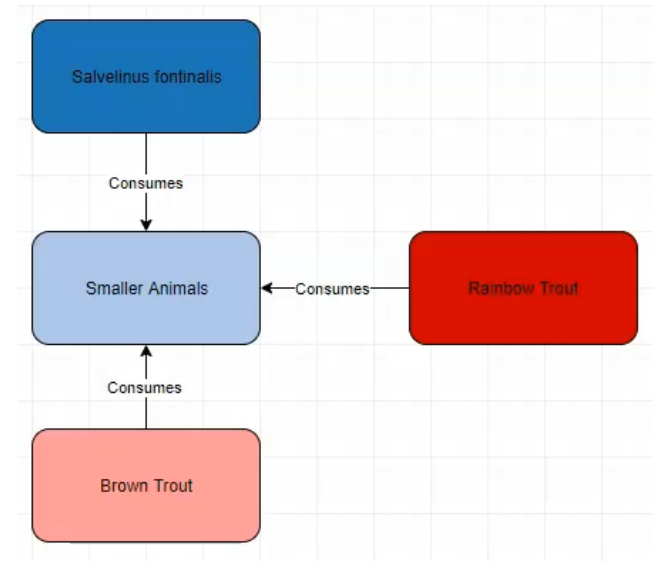 Salvelinus fontinalis
Consumes
Smaller Animals
Consumes
Rainbow Trout
Consumes
Brown Trout